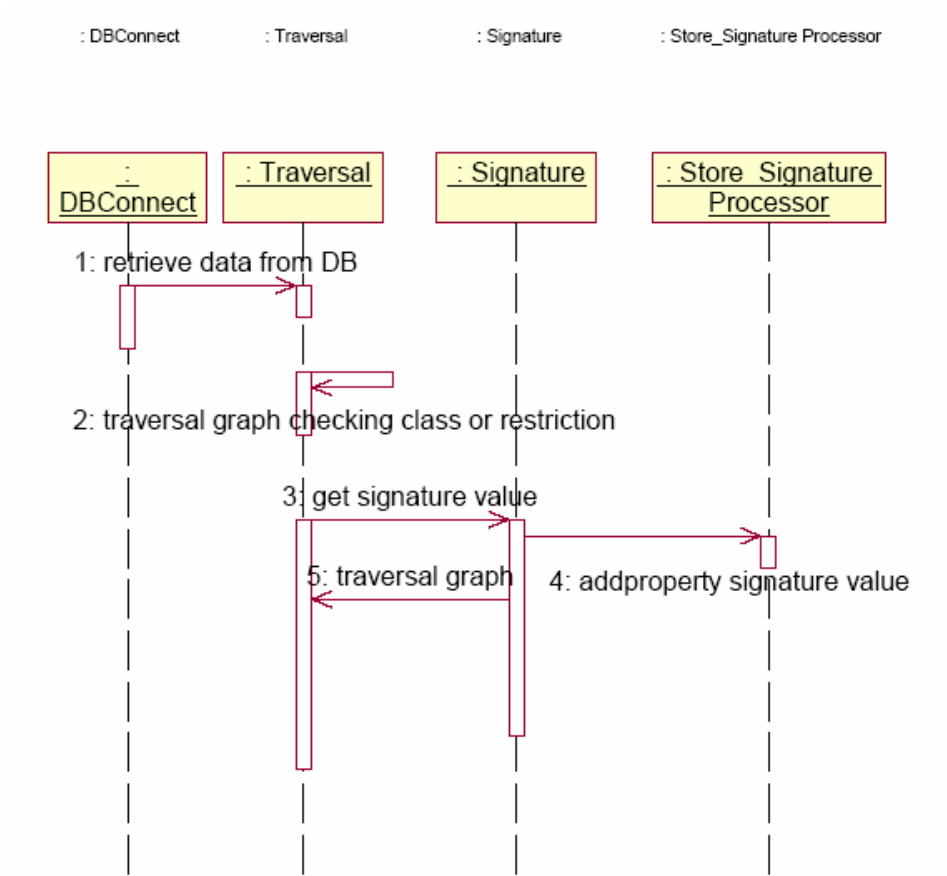 : DBConnect : Traversal : Signature : Store_Signature Processor
:
DBConnect
: Traversal
: Signature
: Store_Signature
Processor
1: retrieve data from DB
2: traversal graph checking class or restriction
3: get signature value
5: traversal graph
4: addproperty signature value